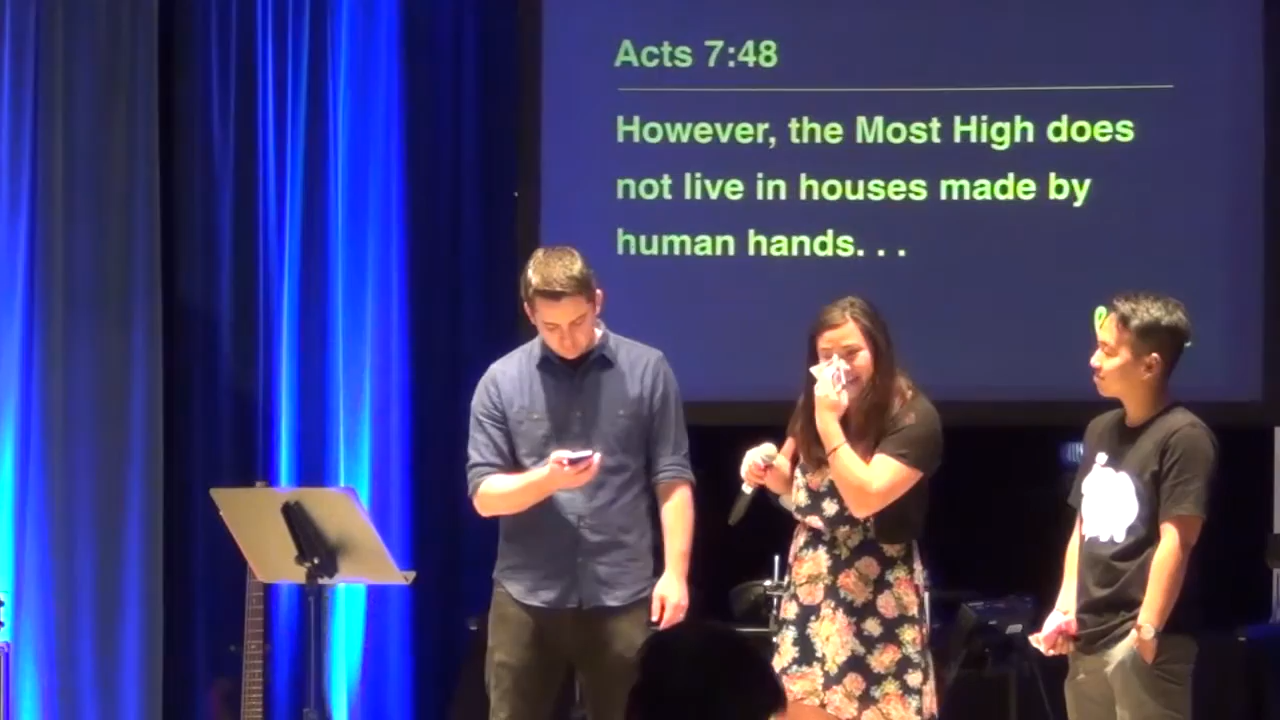 Acts 7:48
However, the Most High does
not live in houses made by
human hands. . .